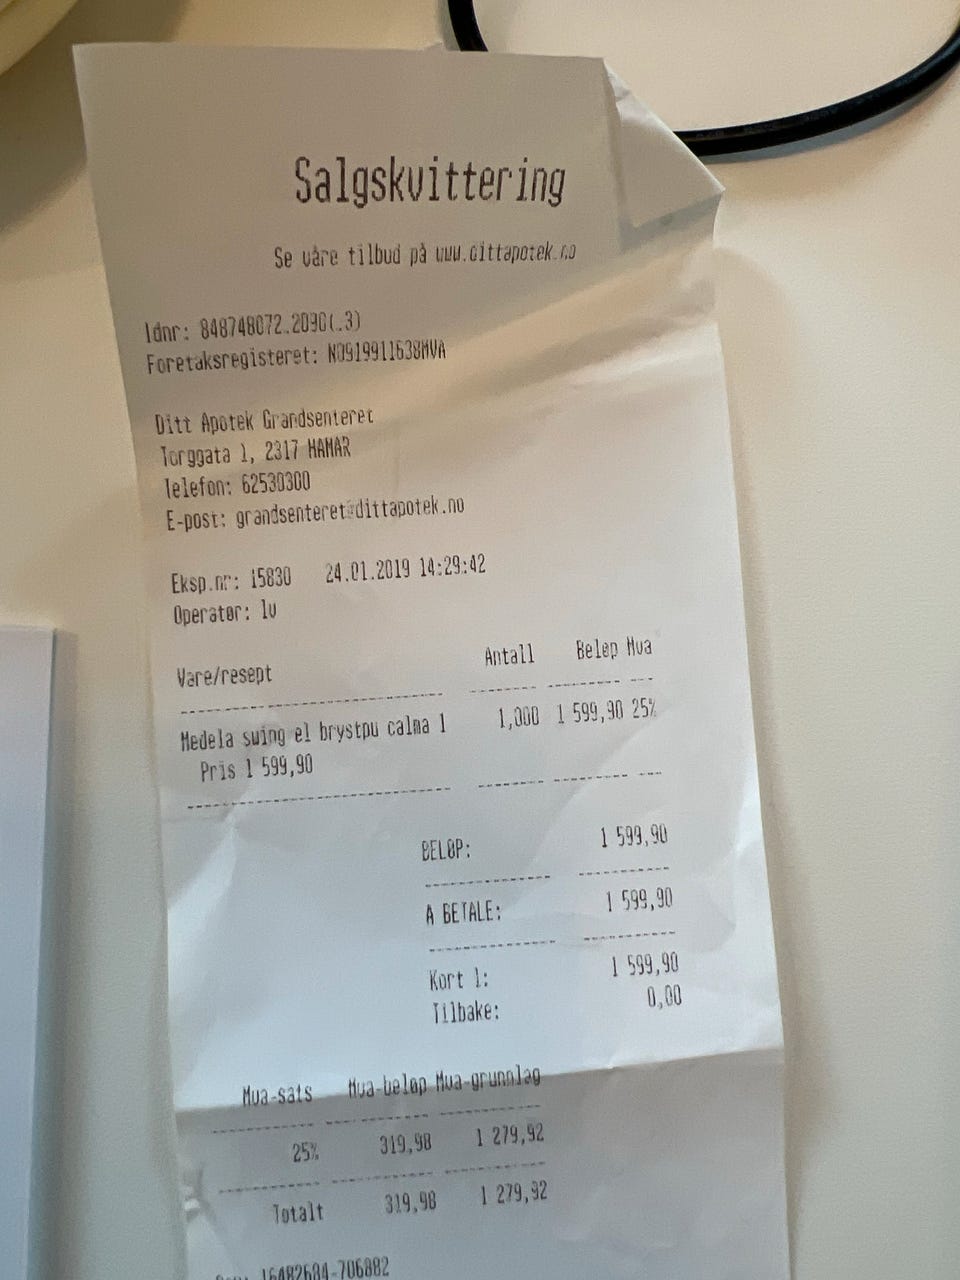 Salgskvittering
Se våre tilbud på www.dittapotek.no
Idnr: 848748072.2090(.3)
Foretaksregisteret: NO919911638MVA
Ditt Apotek Grandsenteret
Torggata 1, 2317 HAMAR
Telefon: 62530300
E-post: grandsenteret@dittapotek.no
Eksp.nr: 15830 24.01.2019 14:29:42
Operatør: lv
Vare/resept Antall Beløp Mva
Medela swing el brystpu calma 1 1,000 1 599,90 25%
Pris 1 599,90
BELØP: 1 599,90
A BETALE: 1 599,90
Kort 1: 1 599,90
Tilbake: 0,00
Mva-sats Mva-beløp Mva-grunnlag
25% 319,98 1 279,92
Totalt 319,98 1 279,92
16482684-706882